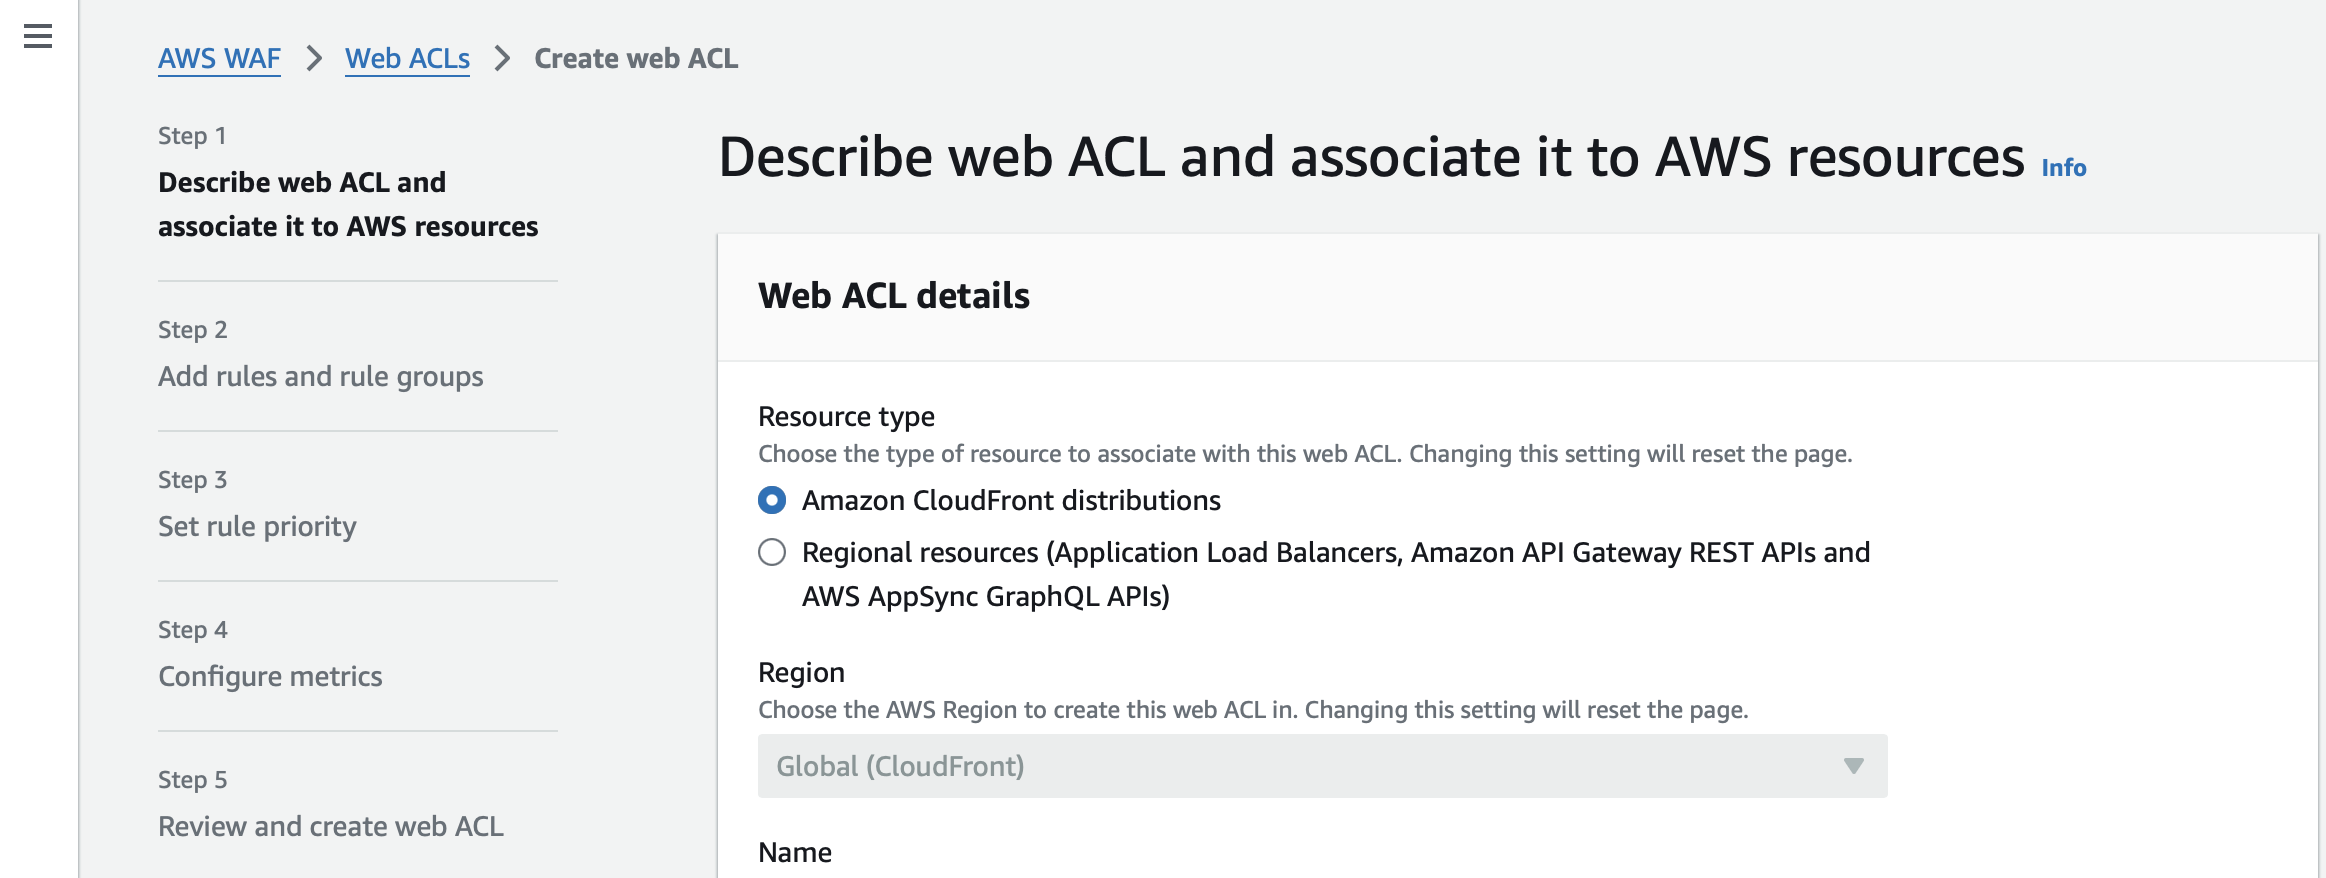 AWS WAF > Web ACLs > Create web ACL
Step 1
Describe web ACL and
associate it to AWS resources
Step 2
Add rules and rule groups
Step 3
Set rule priority
Step 4
Configure metrics
Step 5
Review and create web ACL
Describe web ACL and associate it to AWS resources Info
Web ACL details
Resource type
Choose the type of resource to associate with this web ACL. Changing this setting will reset the page.
Amazon CloudFront distributions
Regional resources (Application Load Balancers, Amazon API Gateway REST APIs and
AWS AppSync GraphQL APIs)
Region
Choose the AWS Region to create this web ACL in. Changing this setting will reset the page.
Global (CloudFront)
Name